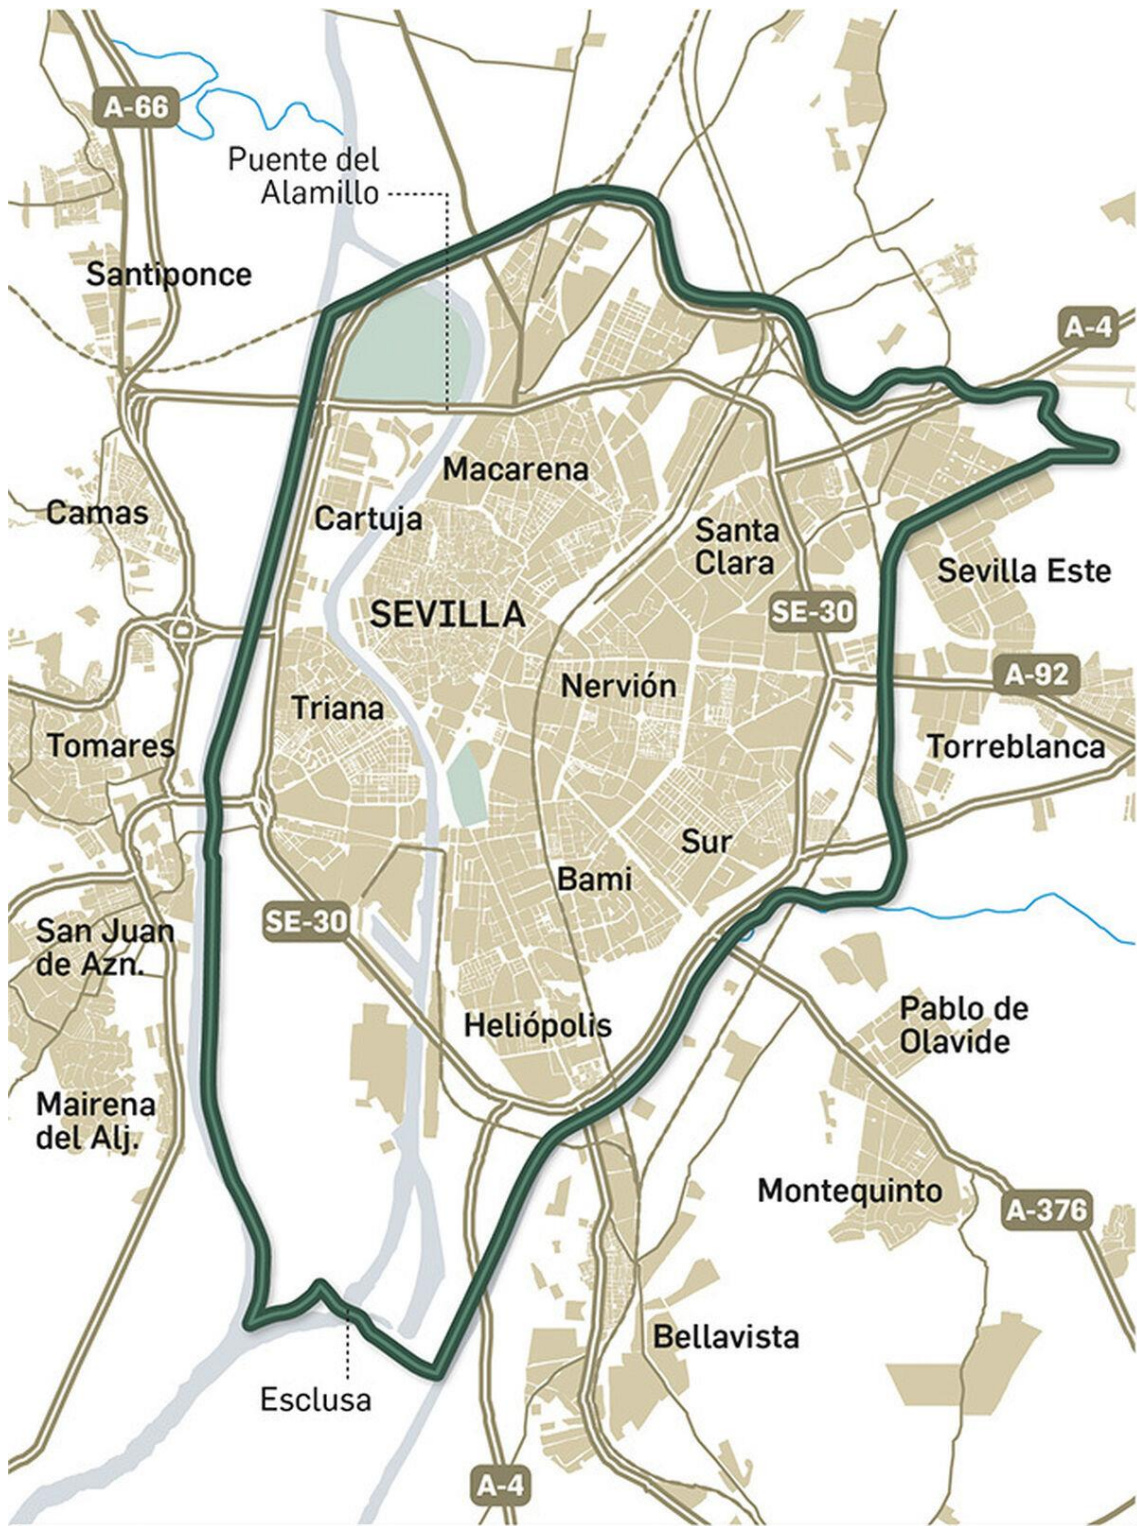 A-66
Puente del
Alamillo
Santiponce
A-4
Macarena
Camas
Cartuja
Santa
Clara
Sevilla Este
SEVILLA
SE-30
Nervión
A-92
Triana
Tomares
Torreblanca
Sur
Bami
SE-30
San Juan
de Azn.
Heliópolis
Pablo de
Olavide
Mairena
del Alj.
Montequinto
A-376
Bellavista
Esclusa
A-4